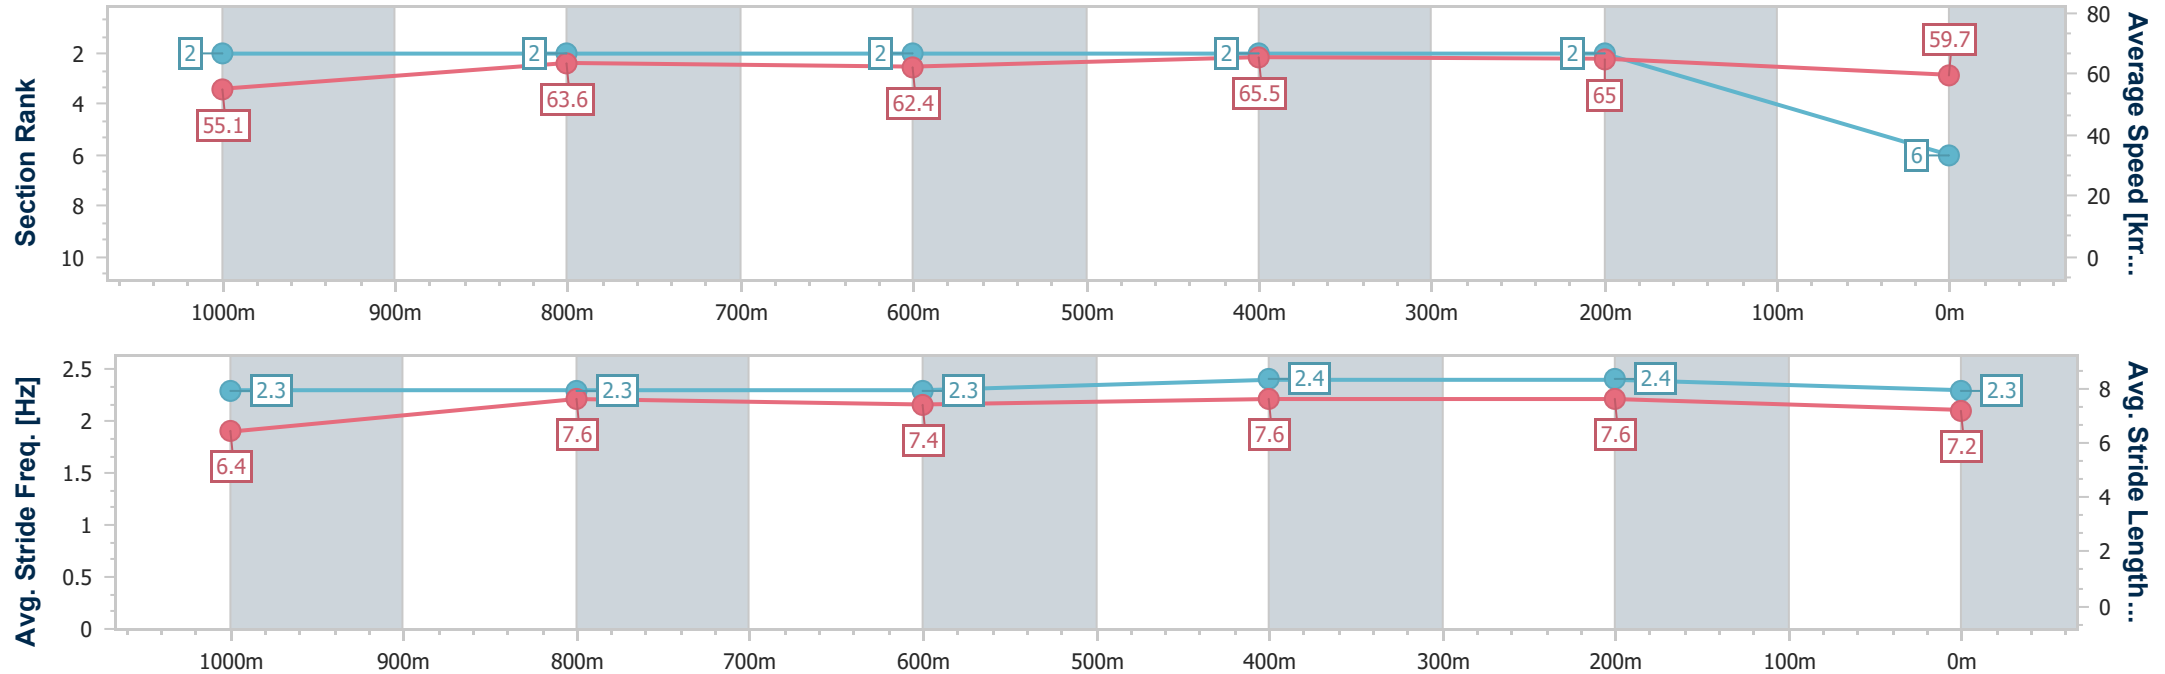 Section Rank
2
4
6
8
10
2
2
2
2
2
6
55.1
63.6
62.4
65.5
65
59.7
80
60
40
20
0
Average Speed [km...
1000m
900m
800m
700m
600m
500m
400m
300m
200m
100m
0m
Avg. Stride Freq. [Hz]
2.5
2
1.5
1
0.5
0
2.3
2.3
2.3
2.4
2.4
2.3
6.4
7.6
7.4
7.6
7.6
7.2
8
6
4
2
0
Avg. Stride Length...
1000m
900m
800m
700m
600m
500m
400m
300m
200m
100m
0m